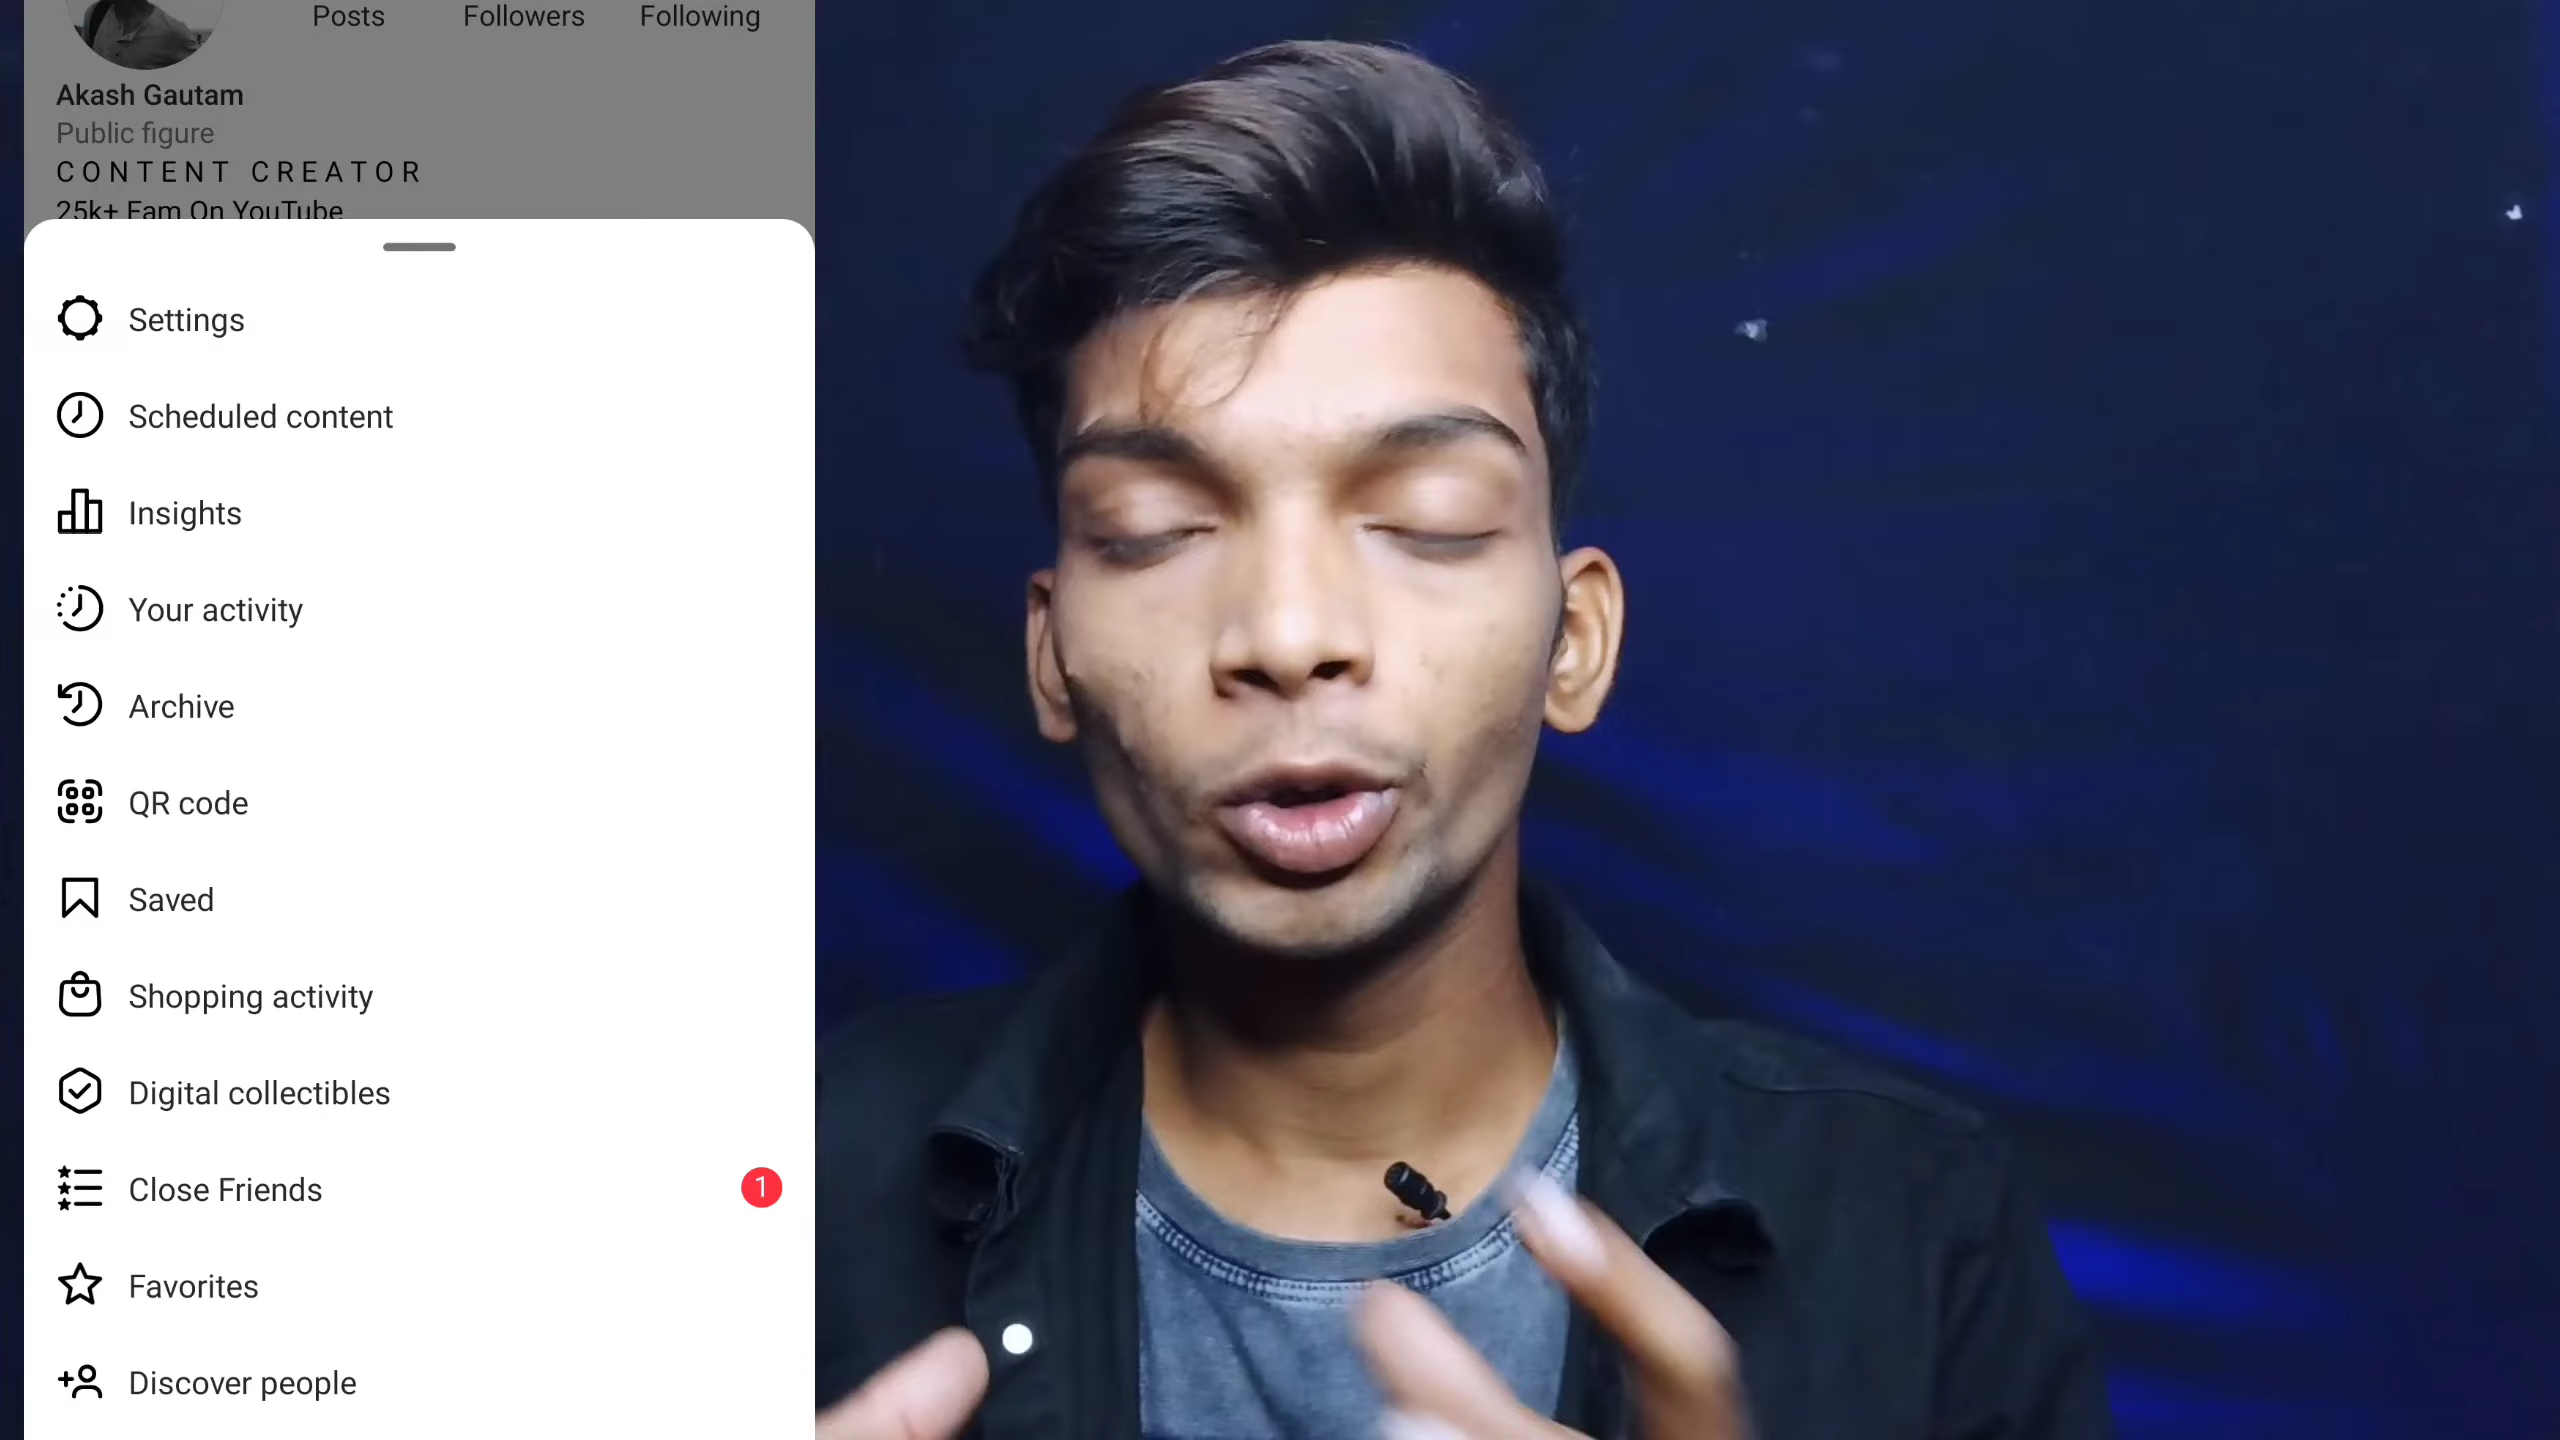 Posts Followers Following
Akash Gautam
Public figure
CONTENT CREATOR
25k+ Fam On YouTube
Settings
Scheduled content
Insights
Your activity
Archive
QR code
Saved
Shopping activity
Digital collectibles
Close Friends 1
Favorites
Discover people